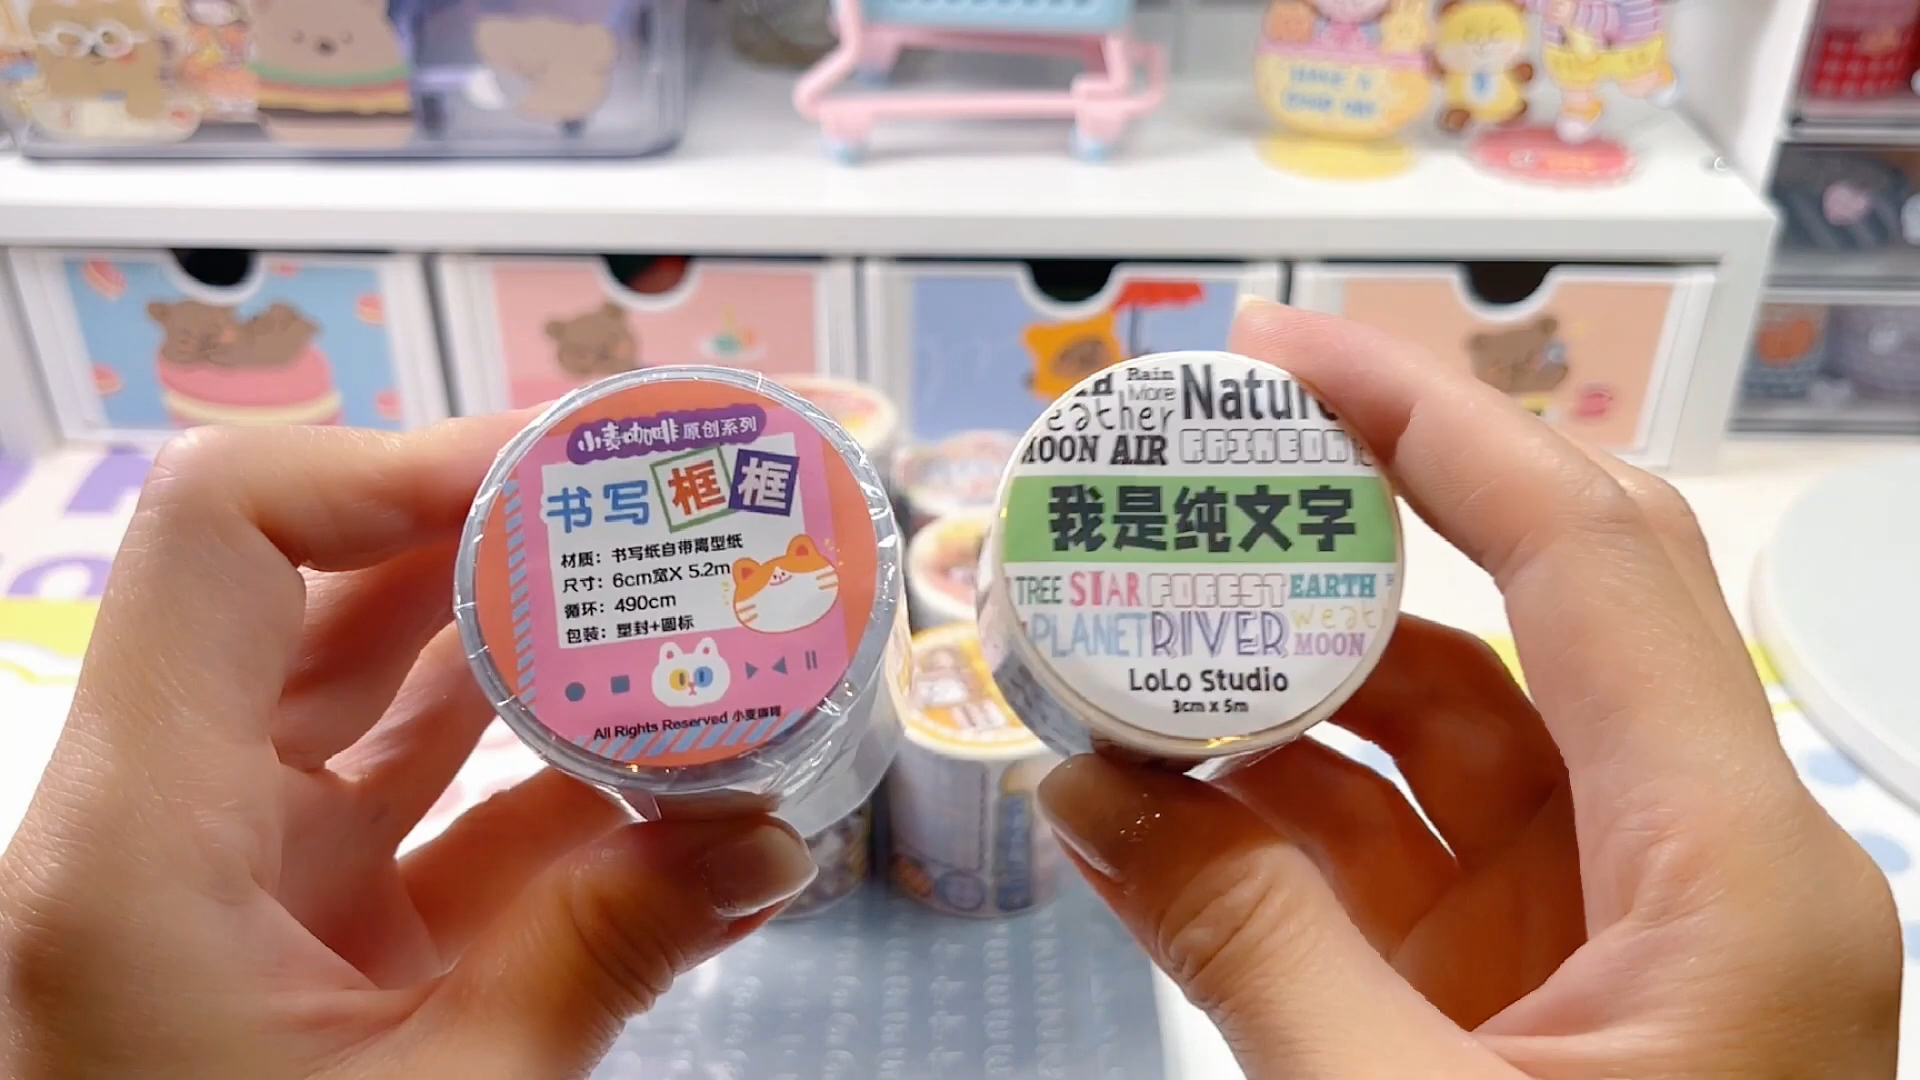 小麦咖啡原创系列
书写框框
材质：书写纸自带离型纸
尺寸：6cm宽X 5.2m
循环：490cm
包装：塑封+圆标
All Rights Reserved 小麦咖啡
Rain
More
eather Nature
MOON AIR
我是纯文字
TREE STAR FOREST EARTH
PLANET RIVER weat
MOON
LoLo Studio
3cm x 5m